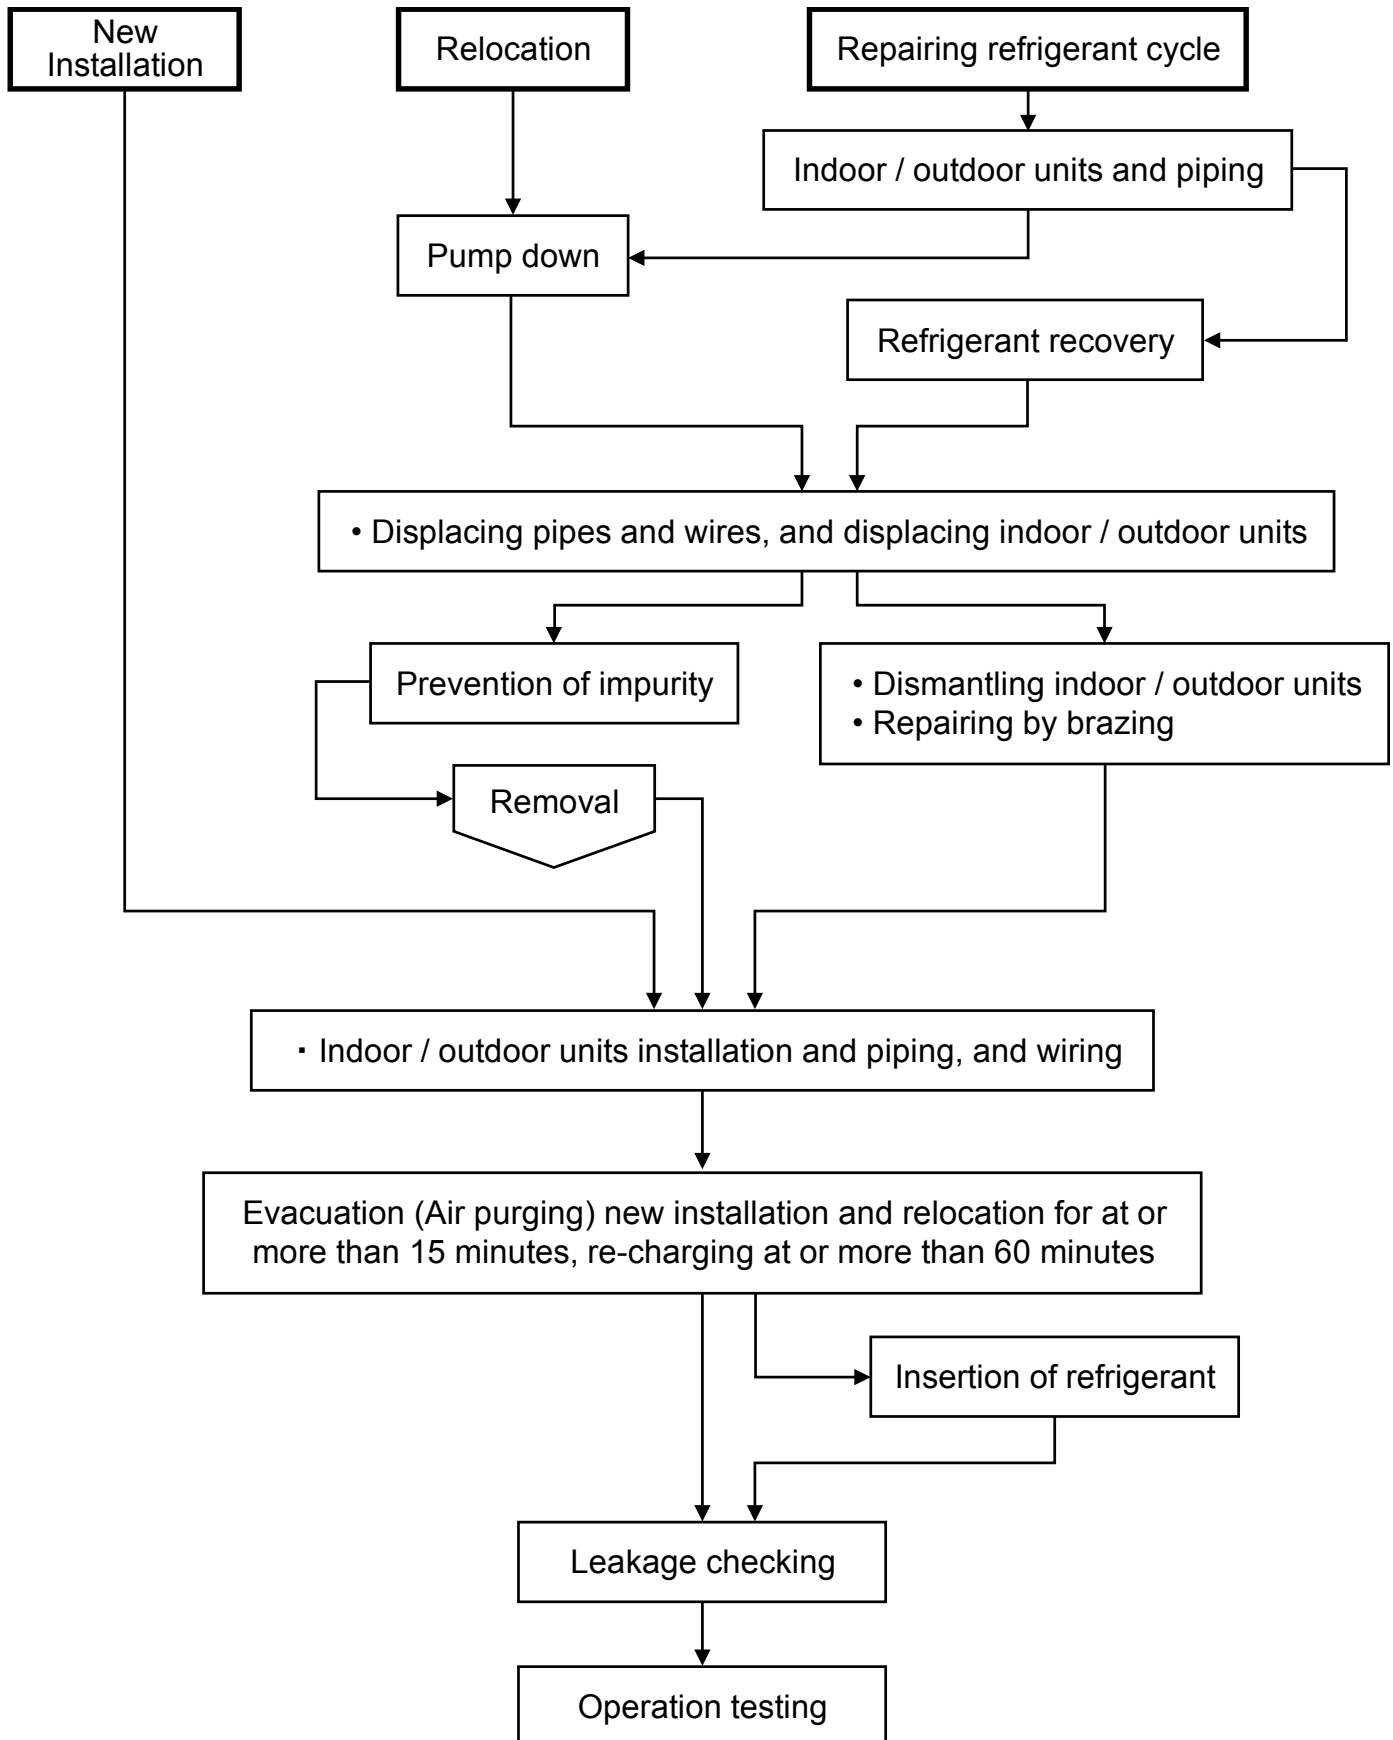 New
Installation
Relocation
Repairing refrigerant cycle
Indoor / outdoor units and piping
Pump down
Refrigerant recovery
• Displacing pipes and wires, and displacing indoor / outdoor units
Prevention of impurity
• Dismantling indoor / outdoor units
• Repairing by brazing
Removal
・Indoor / outdoor units installation and piping, and wiring
Evacuation (Air purging) new installation and relocation for at or
more than 15 minutes, re-charging at or more than 60 minutes
Insertion of refrigerant
Leakage checking
Operation testing